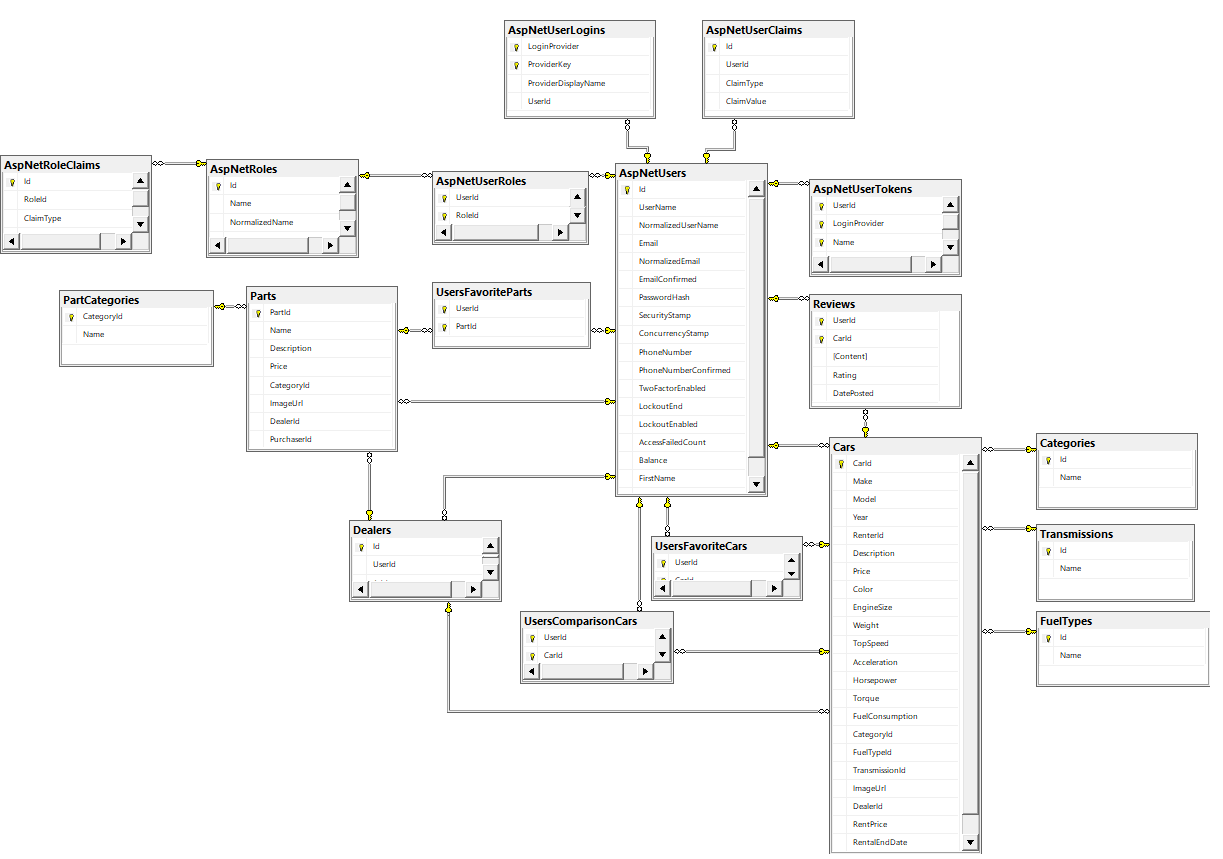 AspNetUserLogins
LoginProvider
ProviderKey
ProviderDisplayName
UserId
AspNetUserClaims
Id
UserId
ClaimType
ClaimValue
AspNetRoleClaims
Id
RoleId
ClaimType
AspNetRoles
Id
Name
NormalizedName
AspNetUserRoles
UserId
RoleId
AspNetUsers
Id
UserName
NormalizedUserName
Email
NormalizedEmail
EmailConfirmed
PasswordHash
SecurityStamp
ConcurrencyStamp
PhoneNumber
PhoneNumberConfirmed
TwoFactorEnabled
LockoutEnd
LockoutEnabled
AccessFailedCount
Balance
FirstName
AspNetUserTokens
UserId
LoginProvider
Name
PartCategories
CategoryId
Name
Parts
PartId
Name
Description
Price
CategoryId
ImageUrl
DealerId
PurchaserId
UsersFavoriteParts
UserId
PartId
Reviews
UserId
CarId
[Content]
Rating
DatePosted
Cars
CarId
Make
Model
Year
RenterId
Description
Price
Color
EngineSize
Weight
TopSpeed
Acceleration
Horsepower
Torque
FuelConsumption
CategoryId
FuelTypeId
TransmissionId
ImageUrl
DealerId
RentPrice
RentalEndDate
Categories
Id
Name
Transmissions
Id
Name
FuelTypes
Id
Name
Dealers
Id
UserId
UsersFavoriteCars
UserId
CarId
UsersComparisonCars
UserId
CarId